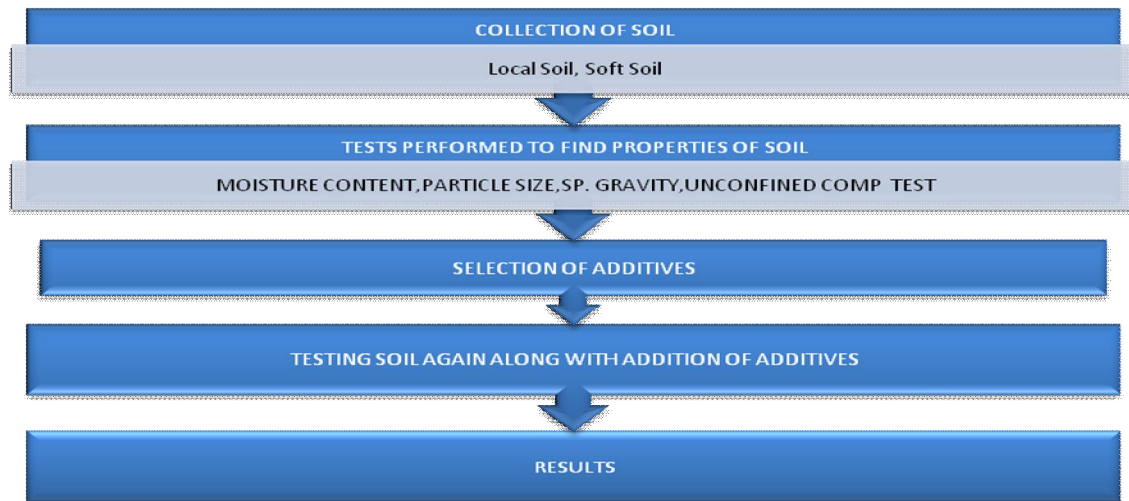 COLLECTION OF SOIL
Local Soil, Soft Soil
TESTS PERFORMED TO FIND PROPERTIES OF SOIL
MOISTURE CONTENT,PARTICLE SIZE,SP. GRAVITY,UNCONFINED COMP TEST
SELECTION OF ADDITIVES
TESTING SOIL AGAIN ALONG WITH ADDITION OF ADDITIVES
RESULTS